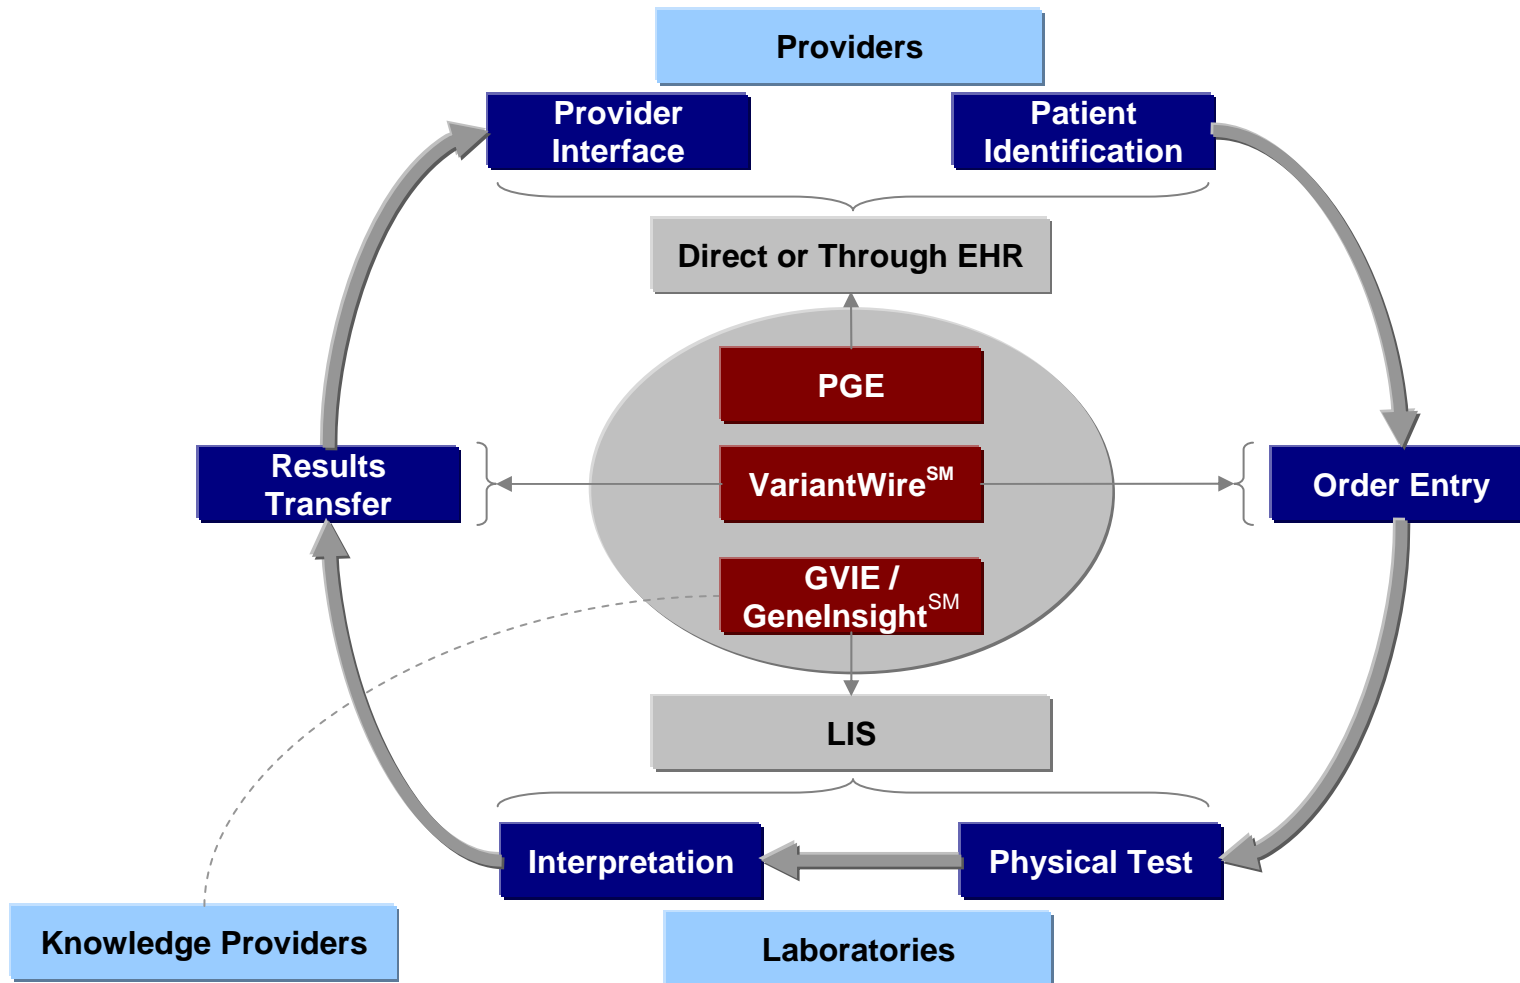 Providers
Provider
Interface
Patient
Identification
Direct or Through EHR
PGE
Results
Transfer
VariantWire℠
Order Entry
GVIE /
GeneInsight℠
LIS
Interpretation
Physical Test
Knowledge Providers
Laboratories